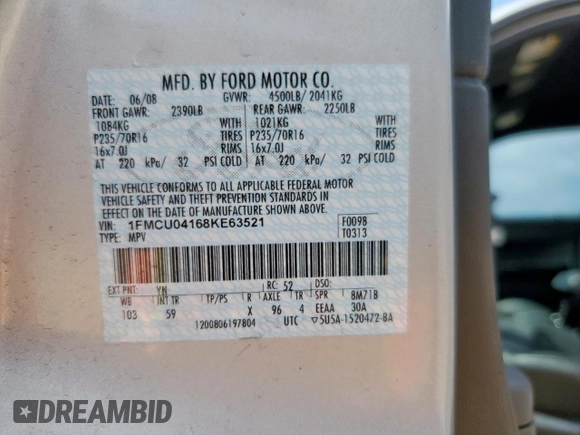 MFD. BY FORD MOTOR CO.
DATE: 06/08 GVWR: 4500LB/ 2041KG
FRONT GAWR: 2390LB REAR GAWR: 2250LB
1084KG 1021KG
P235/70R16 TIRES P235/70R16 TIRES
16x7.0J RIMS 16x7.0J RIMS
AT 220 kPa/ 32 PSI COLD AT 220 kPa/ 32 PSI COLD
THIS VEHICLE CONFORMS TO ALL APPLICABLE FEDERAL MOTOR
VEHICLE SAFETY AND THEFT PREVENTION STANDARDS IN
EFFECT ON THE DATE OF MANUFACTURE SHOWN ABOVE.
VIN: 1FMCU04168KE63521 F0098
TYPE: MPV T0313
EXT PNT: YN RC: 52 DSO:
WB INT TR TP/PS R AXLE TR SPR 8M71B
103 59 X 96 4 EEAA 30A
1200806197804 UTC ▽5U5A-1520472-BA
DREAMBID